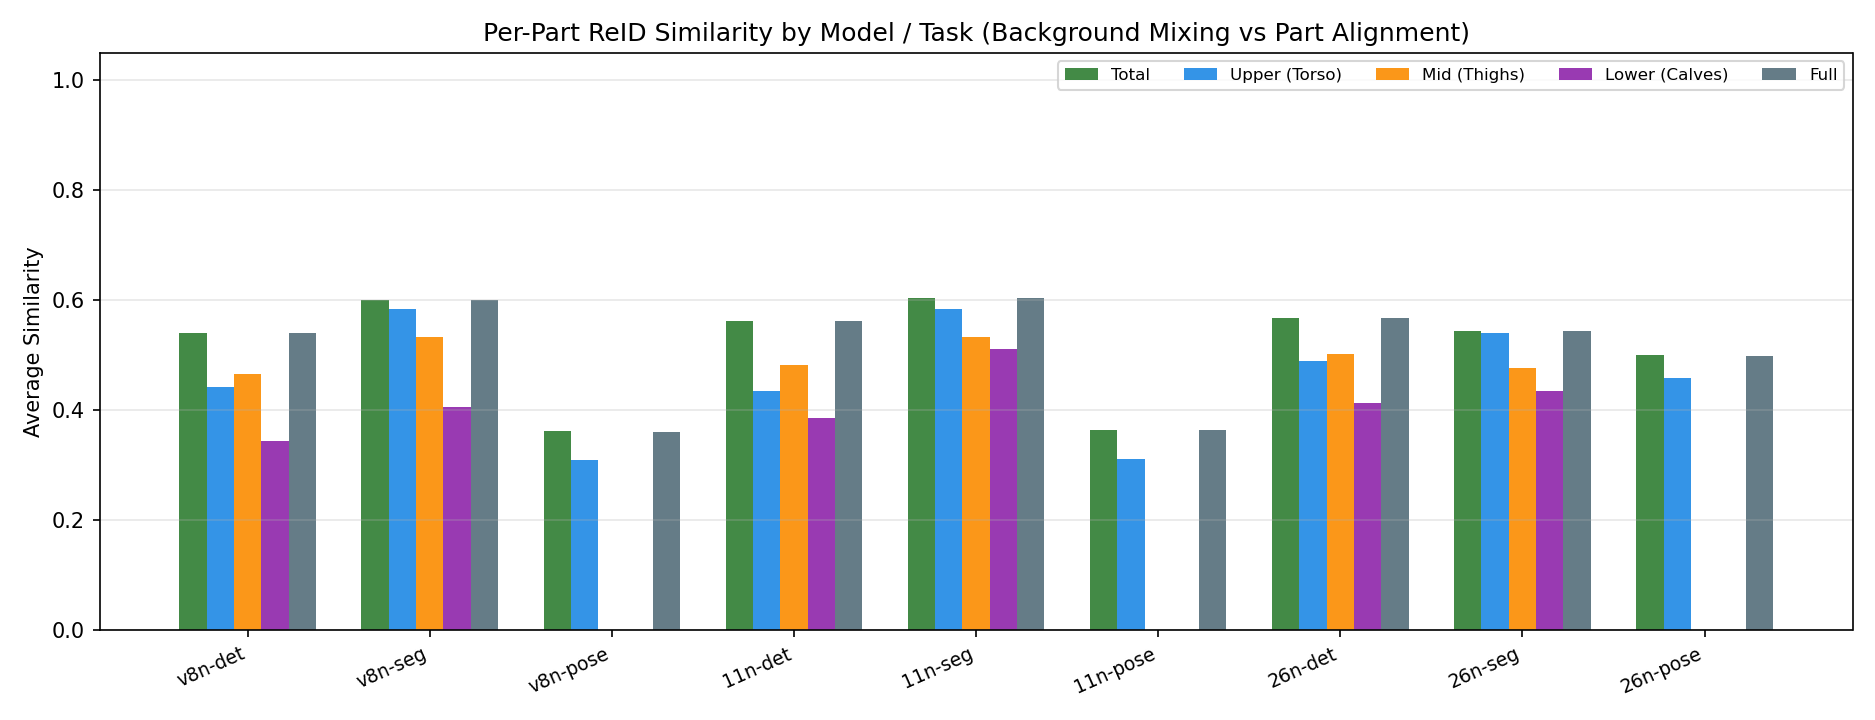 Per-Part ReID Similarity by Model / Task (Background Mixing vs Part Alignment)
Total Upper (Torso) Mid (Thighs) Lower (Calves) Full
Average Similarity
1.0
0.8
0.6
0.4
0.2
0.0
v8n-det v8n-seg v8n-pose 11n-det 11n-seg 11n-pose 26n-det 26n-seg 26n-pose